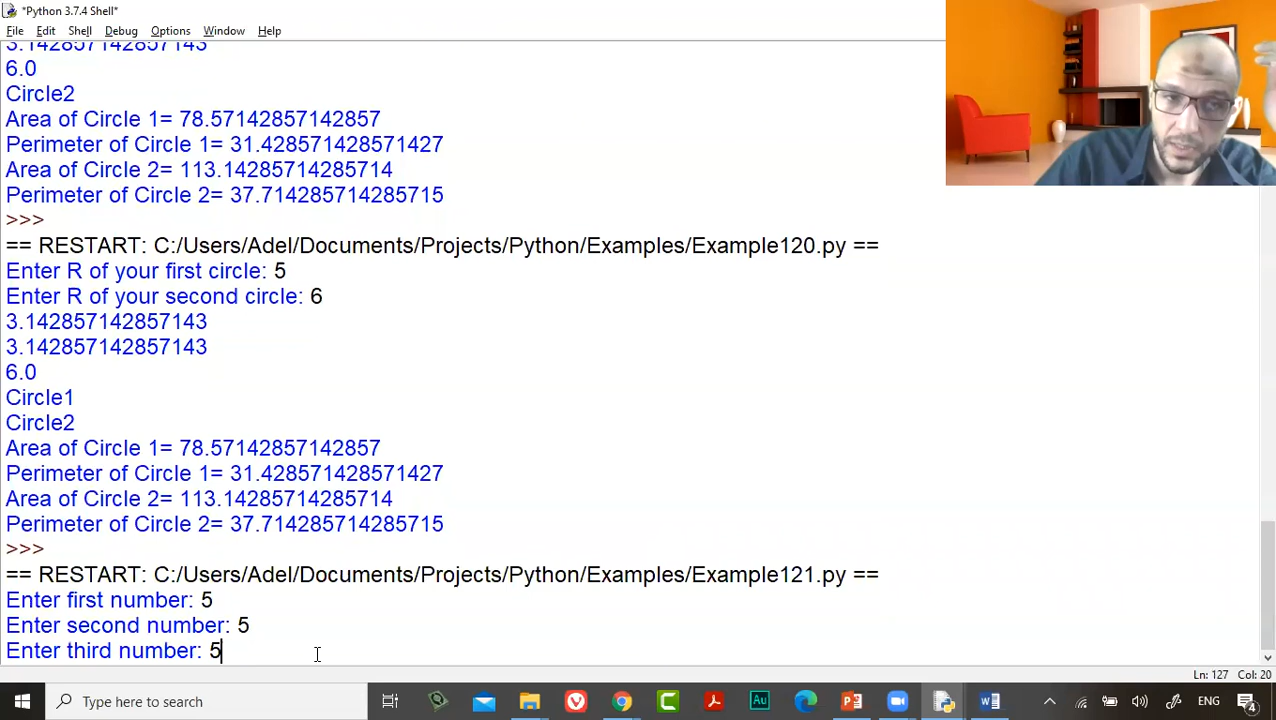 *Python 3.7.4 Shell*
File Edit Shell Debug Options Window Help
3.142857142857143
6.0
Circle2
Area of Circle 1= 78.57142857142857
Perimeter of Circle 1= 31.428571428571427
Area of Circle 2= 113.14285714285714
Perimeter of Circle 2= 37.714285714285715
>>>
== RESTART: C:/Users/Adel/Documents/Projects/Python/Examples/Example120.py ==
Enter R of your first circle: 5
Enter R of your second circle: 6
3.142857142857143
3.142857142857143
6.0
Circle1
Circle2
Area of Circle 1= 78.57142857142857
Perimeter of Circle 1= 31.428571428571427
Area of Circle 2= 113.14285714285714
Perimeter of Circle 2= 37.714285714285715
>>>
== RESTART: C:/Users/Adel/Documents/Projects/Python/Examples/Example121.py ==
Enter first number: 5
Enter second number: 5
Enter third number: 5
Ln: 127 Col: 20
Type here to search
Au
ENG
4